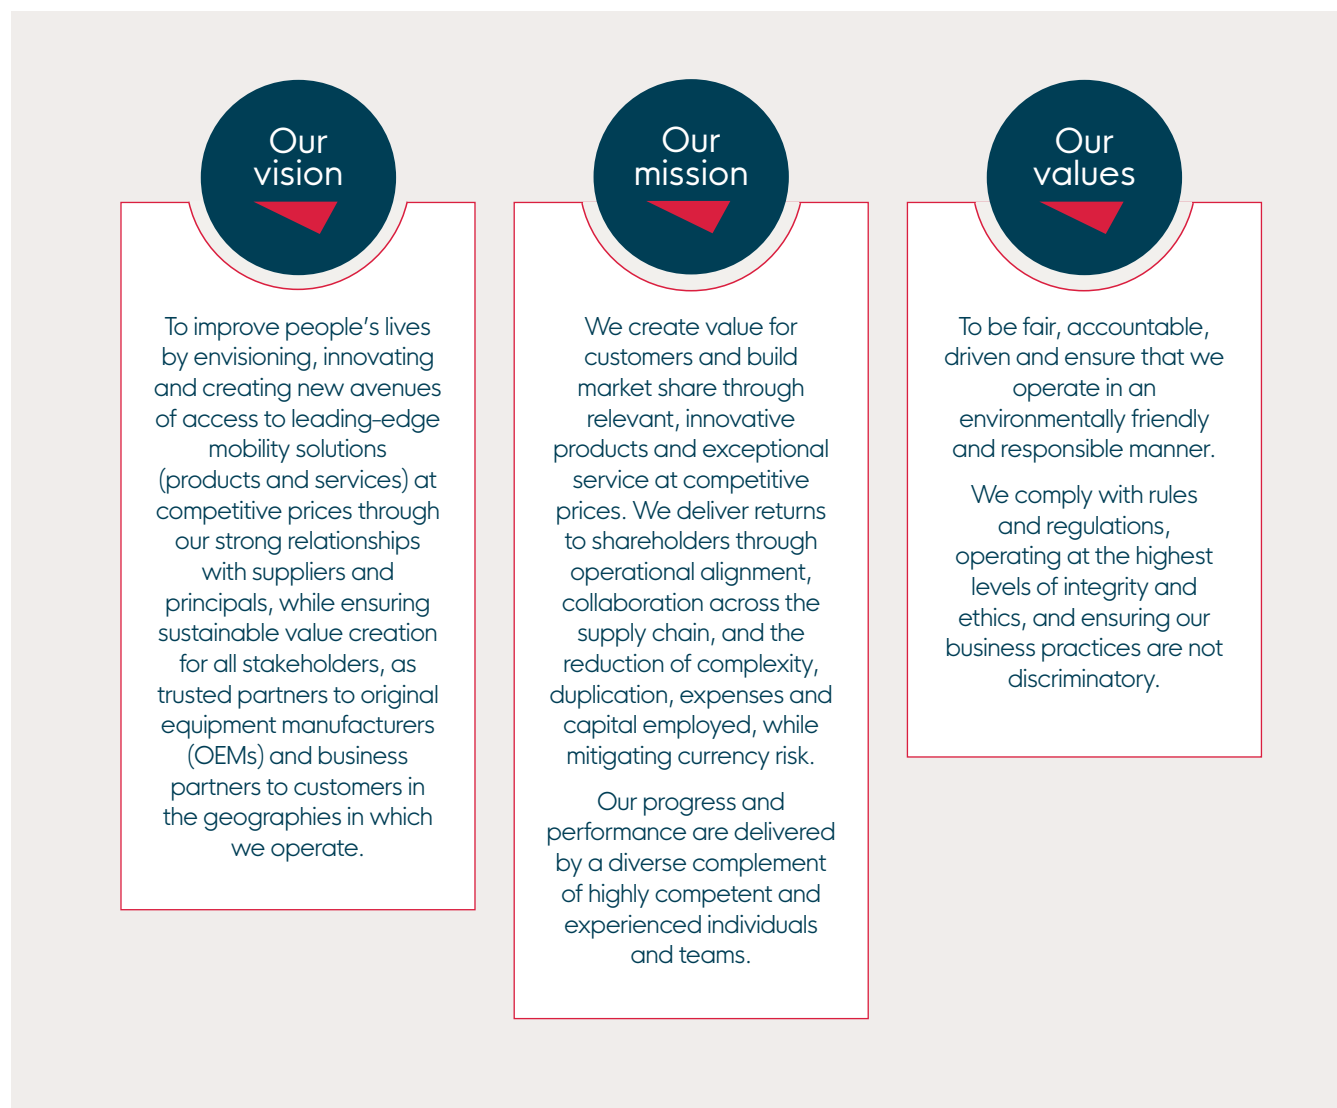 Our
vision
To improve people's lives
by envisioning, innovating
and creating new avenues
of access to leading-edge
mobility solutions
(products and services) at
competitive prices through
our strong relationships
with suppliers and
principals, while ensuring
sustainable value creation
for all stakeholders, as
trusted partners to original
equipment manufacturers
(OEMs) and business
partners to customers in
the geographies in which
we operate.
Our
mission
We create value for
customers and build
market share through
relevant, innovative
products and exceptional
service at competitive
prices. We deliver returns
to shareholders through
operational alignment,
collaboration across the
supply chain, and the
reduction of complexity,
duplication, expenses and
capital employed, while
mitigating currency risk.
Our progress and
performance are delivered
by a diverse complement
of highly competent and
experienced individuals
and teams.
Our
values
To be fair, accountable,
driven and ensure that we
operate in an
environmentally friendly
and responsible manner.
We comply with rules
and regulations,
operating at the highest
levels of integrity and
ethics, and ensuring our
business practices are not
discriminatory.